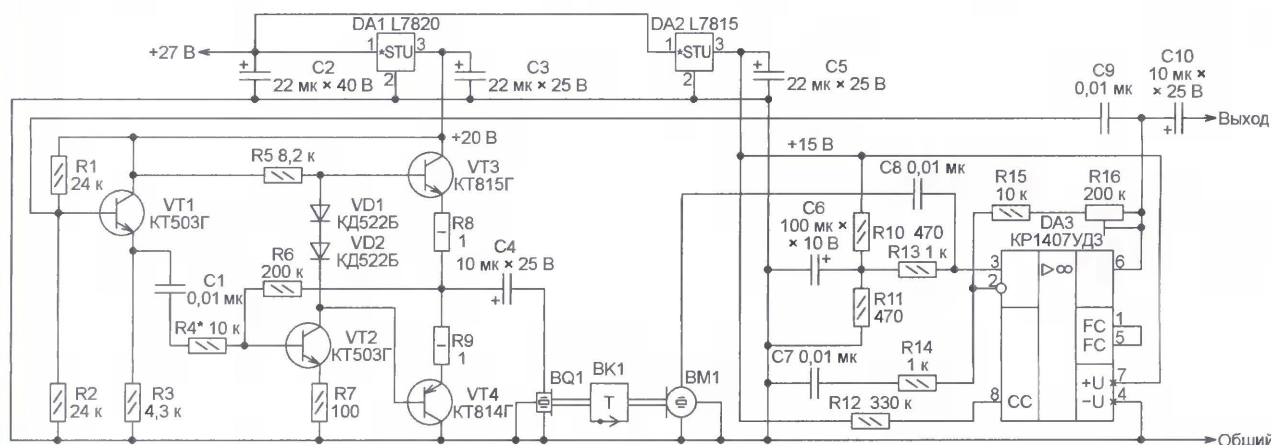 DA1 L7820
DA2 L7815
+27 В
1
*STU
3
2
1
*STU
3
2
C2
22 мк × 40 В
C3
22 мк × 25 В
C5
22 мк × 25 В
C9
0,01 мк
C10
10 мк ×
× 25 В
Выход
+20 В
+15 В
R1
24 к
VT1
КТ503Г
R5 8,2 к
VT3
КТ815Г
VD1
КД522Б
VD2
КД522Б
R8
1
C4
10 мк × 25 В
R6
200 к
C1
0,01 мк
R4* 10 к
VT2
КТ503Г
R9
1
VT4
КТ814Г
R2
24 к
R3
4,3 к
R7
100
BQ1
BK1
T
BM1
C8 0,01 мк
C6
100 мк ×
× 10 В
R10 470
R13 1 к
R11
470
C7 0,01 мк
R14
1 к
R12 330 к
R15
10 к
R16
200 к
DA3
КР1407УД3
3
2
▷∞
6
FC
1
FC
5
+U
7
–U
4
8
CC
Общий